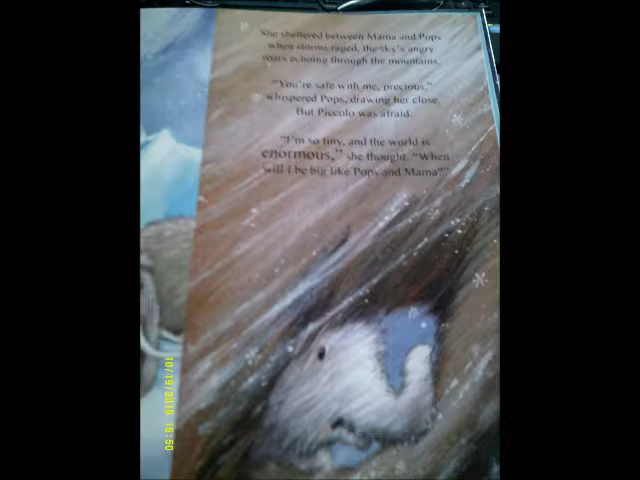 She sheltered between Mama and Pops
when storms raged, the sky's angry
roars echoing through the mountains.
"You're safe with me, precious,"
whispered Pops, drawing her close.
But Piccolo was afraid.
"I'm so tiny, and the world is
enormous," she thought. "When
will I be big like Pops and Mama?"
10/19/2010 16:50